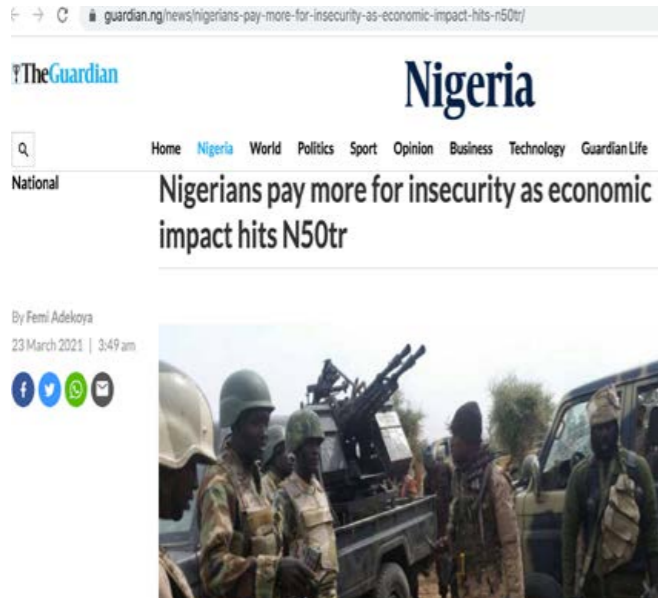 guardian.ng/news/nigerians-pay-more-for-insecurity-as-economic-impact-hits-n50tr/
TheGuardian
Nigeria
Home Nigeria World Politics Sport Opinion Business Technology Guardian Life
National
Nigerians pay more for insecurity as economic
impact hits N50tr
By Femi Adekoya
23 March 2021 | 3:49 am